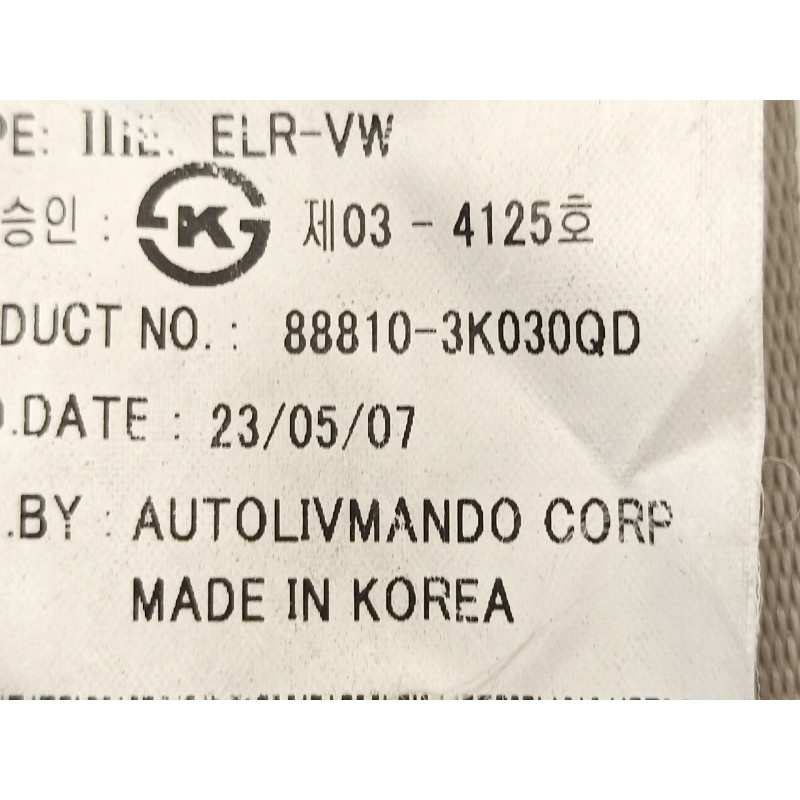 PE: ELR-VW
승인 : K 제03 - 4125호
DUCT NO. : 88810-3K030QD
D.DATE : 23/05/07
.BY : AUTOLIVMANDO CORP
MADE IN KOREA